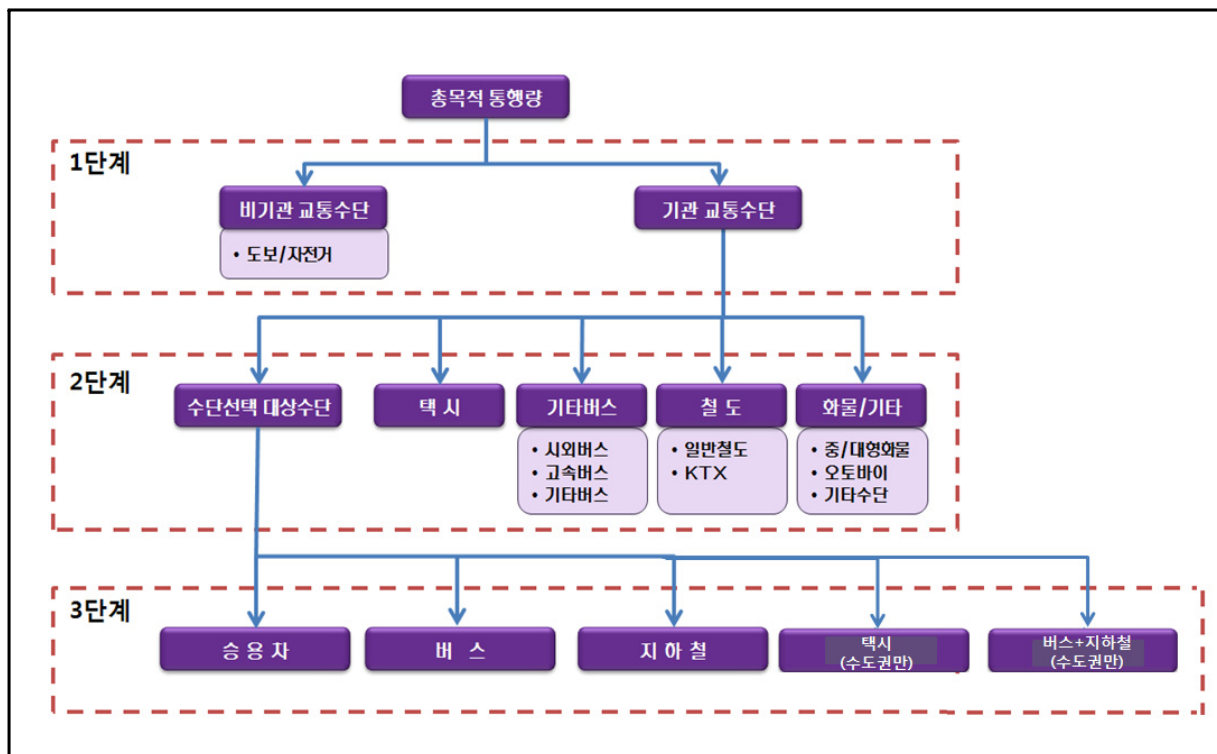 총목적 통행량
1단계
비기관 교통수단
기관 교통수단
• 도보/자전거
2단계
수단선택 대상수단
택 시
기타버스
철 도
화물/기타
• 시외버스
• 고속버스
• 기타버스
• 일반철도
• KTX
• 중/대형화물
• 오토바이
• 기타수단
3단계
승 용 차
버 스
지 하 철
택시
(수도권만)
버스+지하철
(수도권만)